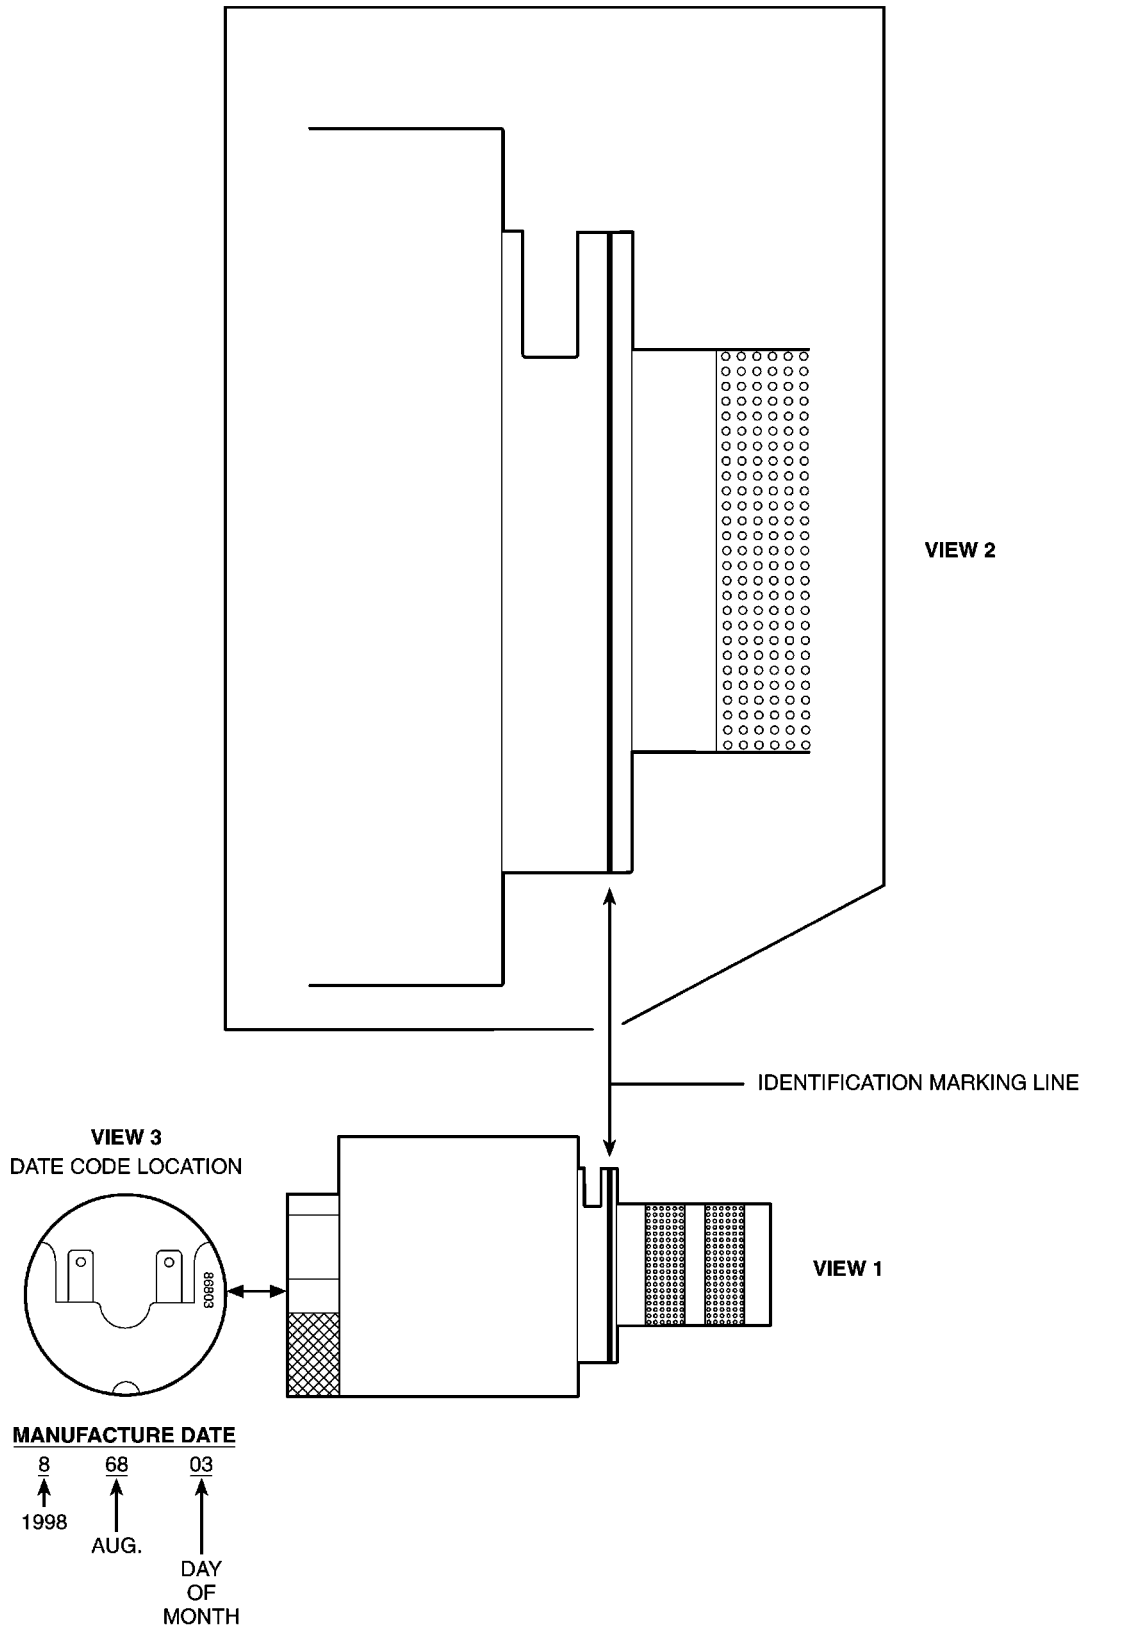 VIEW 2
IDENTIFICATION MARKING LINE
VIEW 3
DATE CODE LOCATION
86803
VIEW 1
MANUFACTURE DATE
8 68 03
1998
AUG.
DAY
OF
MONTH